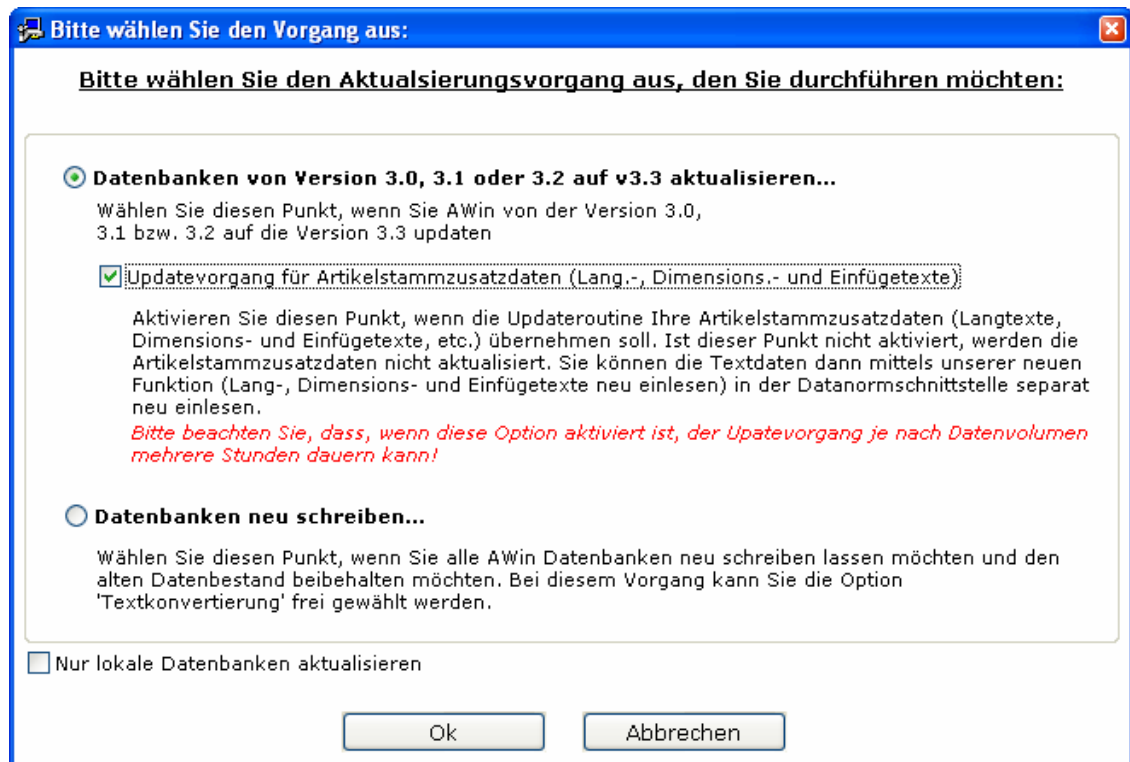 Bitte wählen Sie den Vorgang aus:
Bitte wählen Sie den Aktualsierungsvorgang aus, den Sie durchführen möchten:
Datenbanken von Version 3.0, 3.1 oder 3.2 auf v3.3 aktualisieren...
Wählen Sie diesen Punkt, wenn Sie AWin von der Version 3.0,
3.1 bzw. 3.2 auf die Version 3.3 updaten
Updatevorgang für Artikelstammzusatzdaten (Lang.-, Dimensions.- und Einfügetexte)
Aktivieren Sie diesen Punkt, wenn die Updateroutine Ihre Artikelstammzusatzdaten (Langtexte,
Dimensions- und Einfügetexte, etc.) übernehmen soll. Ist dieser Punkt nicht aktiviert, werden die
Artikelstammzusatzdaten nicht aktualisiert. Sie können die Textdaten dann mittels unserer neuen
Funktion (Lang-, Dimensions- und Einfügetexte neu einlesen) in der Datanormschnittstelle separat
neu einlesen.
Bitte beachten Sie, dass, wenn diese Option aktiviert ist, der Upatevorgang je nach Datenvolumen
mehrere Stunden dauern kann!
Datenbanken neu schreiben...
Wählen Sie diesen Punkt, wenn Sie alle AWin Datenbanken neu schreiben lassen möchten und den
alten Datenbestand beibehalten möchten. Bei diesem Vorgang kann Sie die Option
'Textkonvertierung' frei gewählt werden.
Nur lokale Datenbanken aktualisieren
Ok
Abbrechen